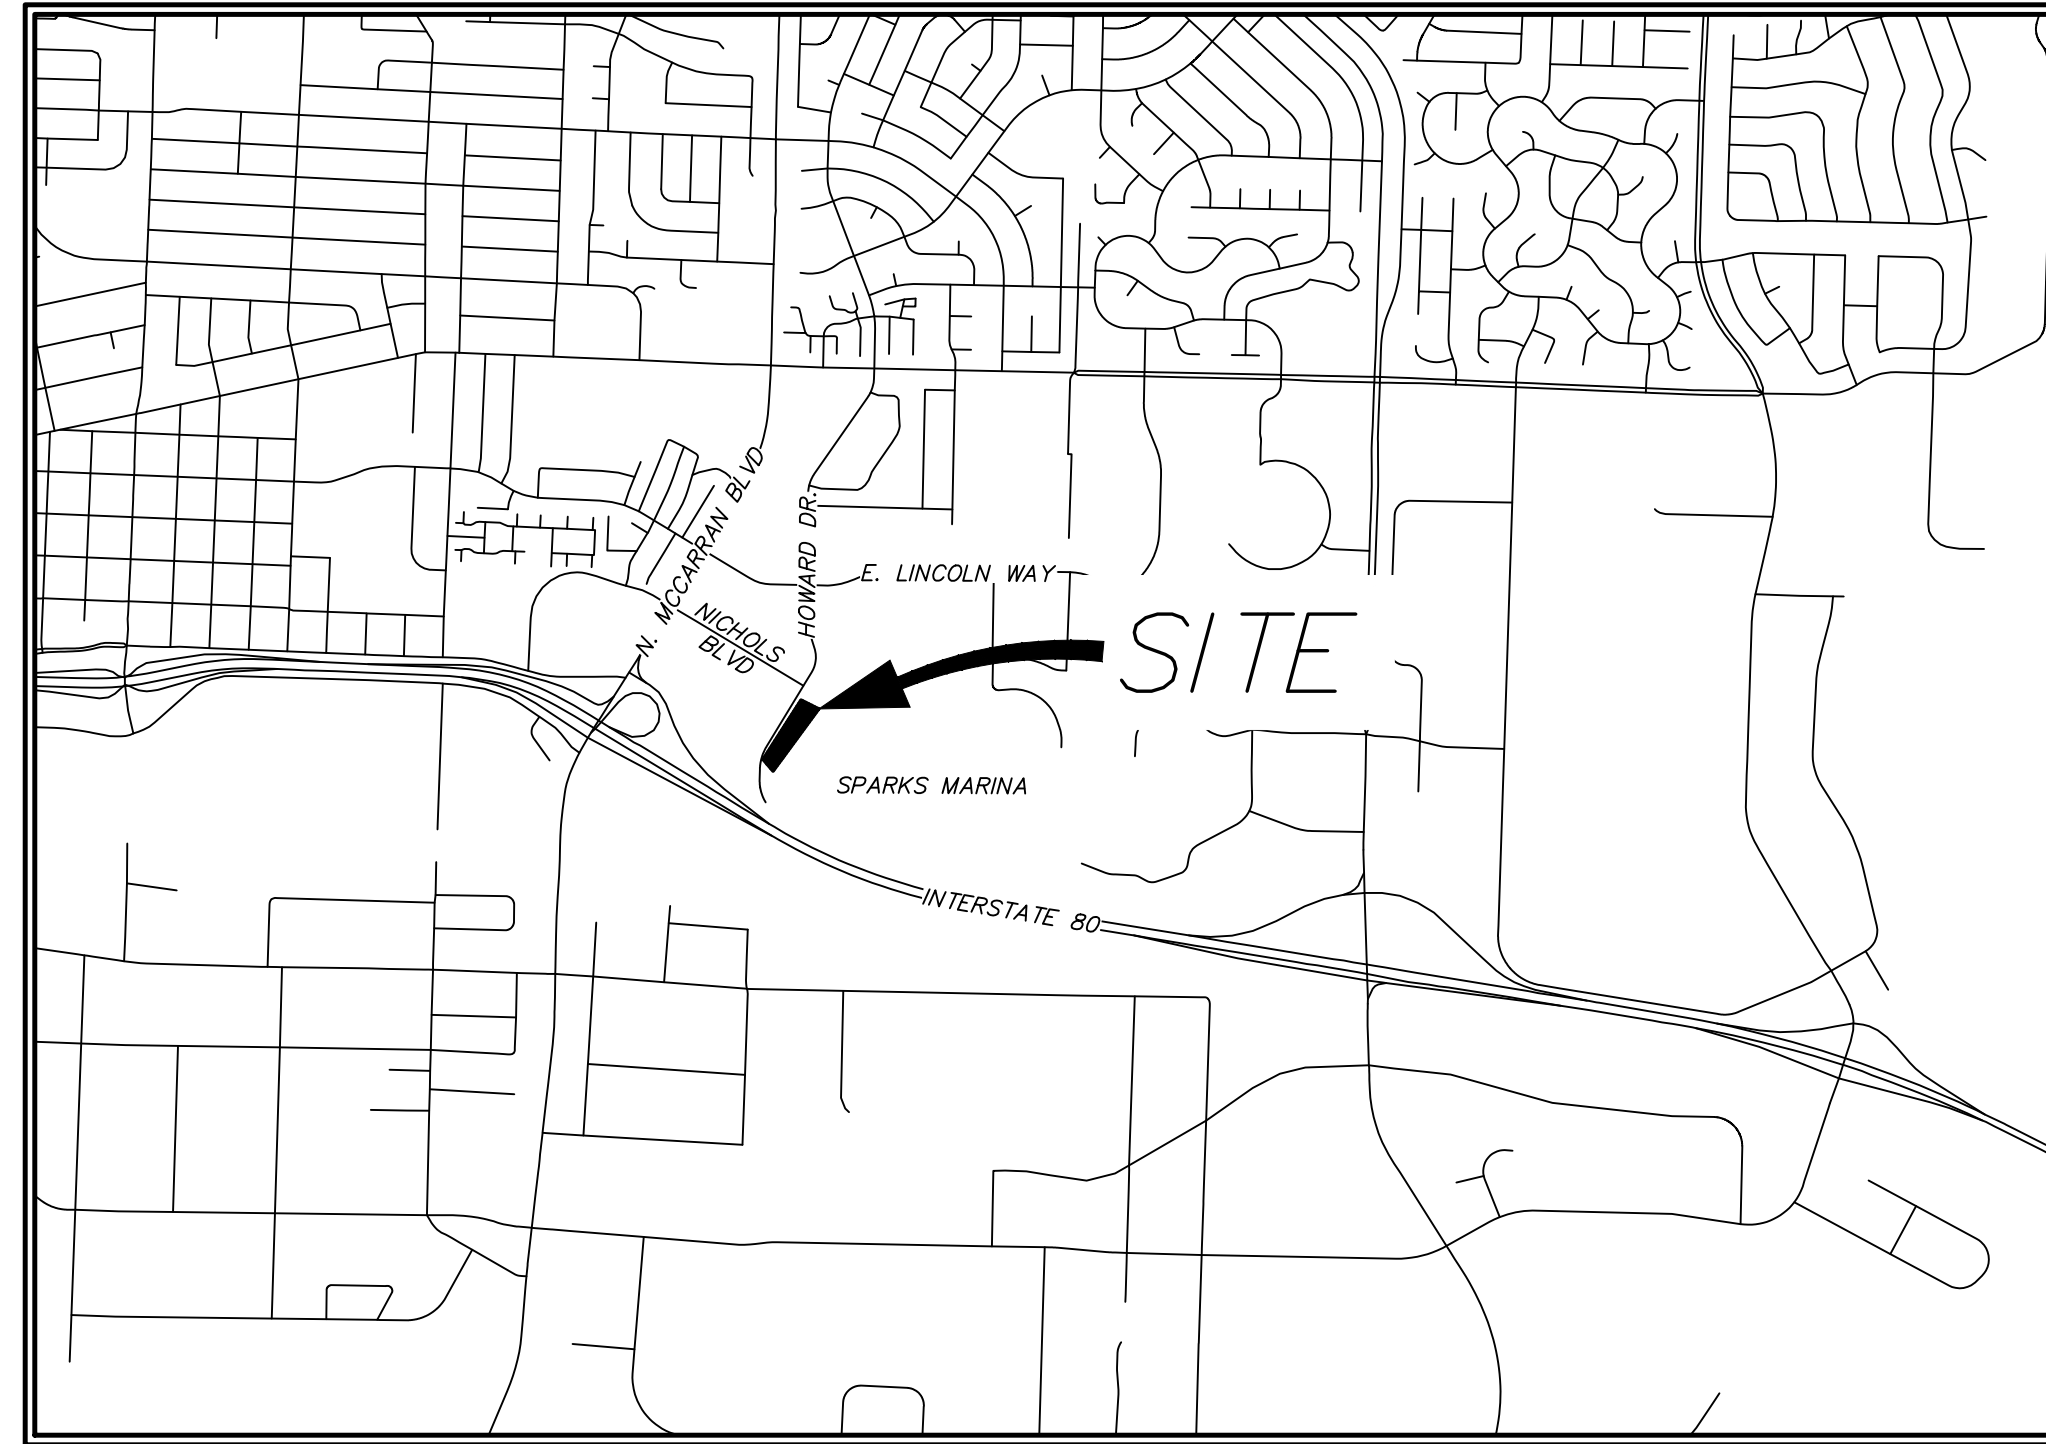 N. MCCARRAN BLVD
HOWARD DR.
E. LINCOLN WAY
NICHOLS
BLVD
SITE
SPARKS MARINA
INTERSTATE 80